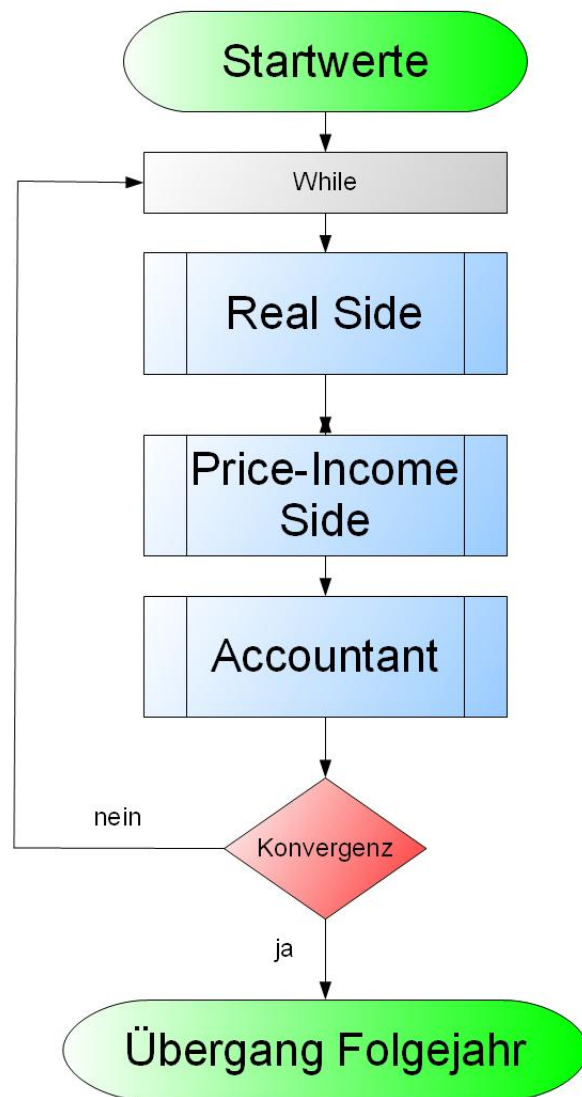 Startwerte
While
Real Side
Price-Income
Side
Accountant
nein
Konvergenz
ja
Übergang Folgejahr